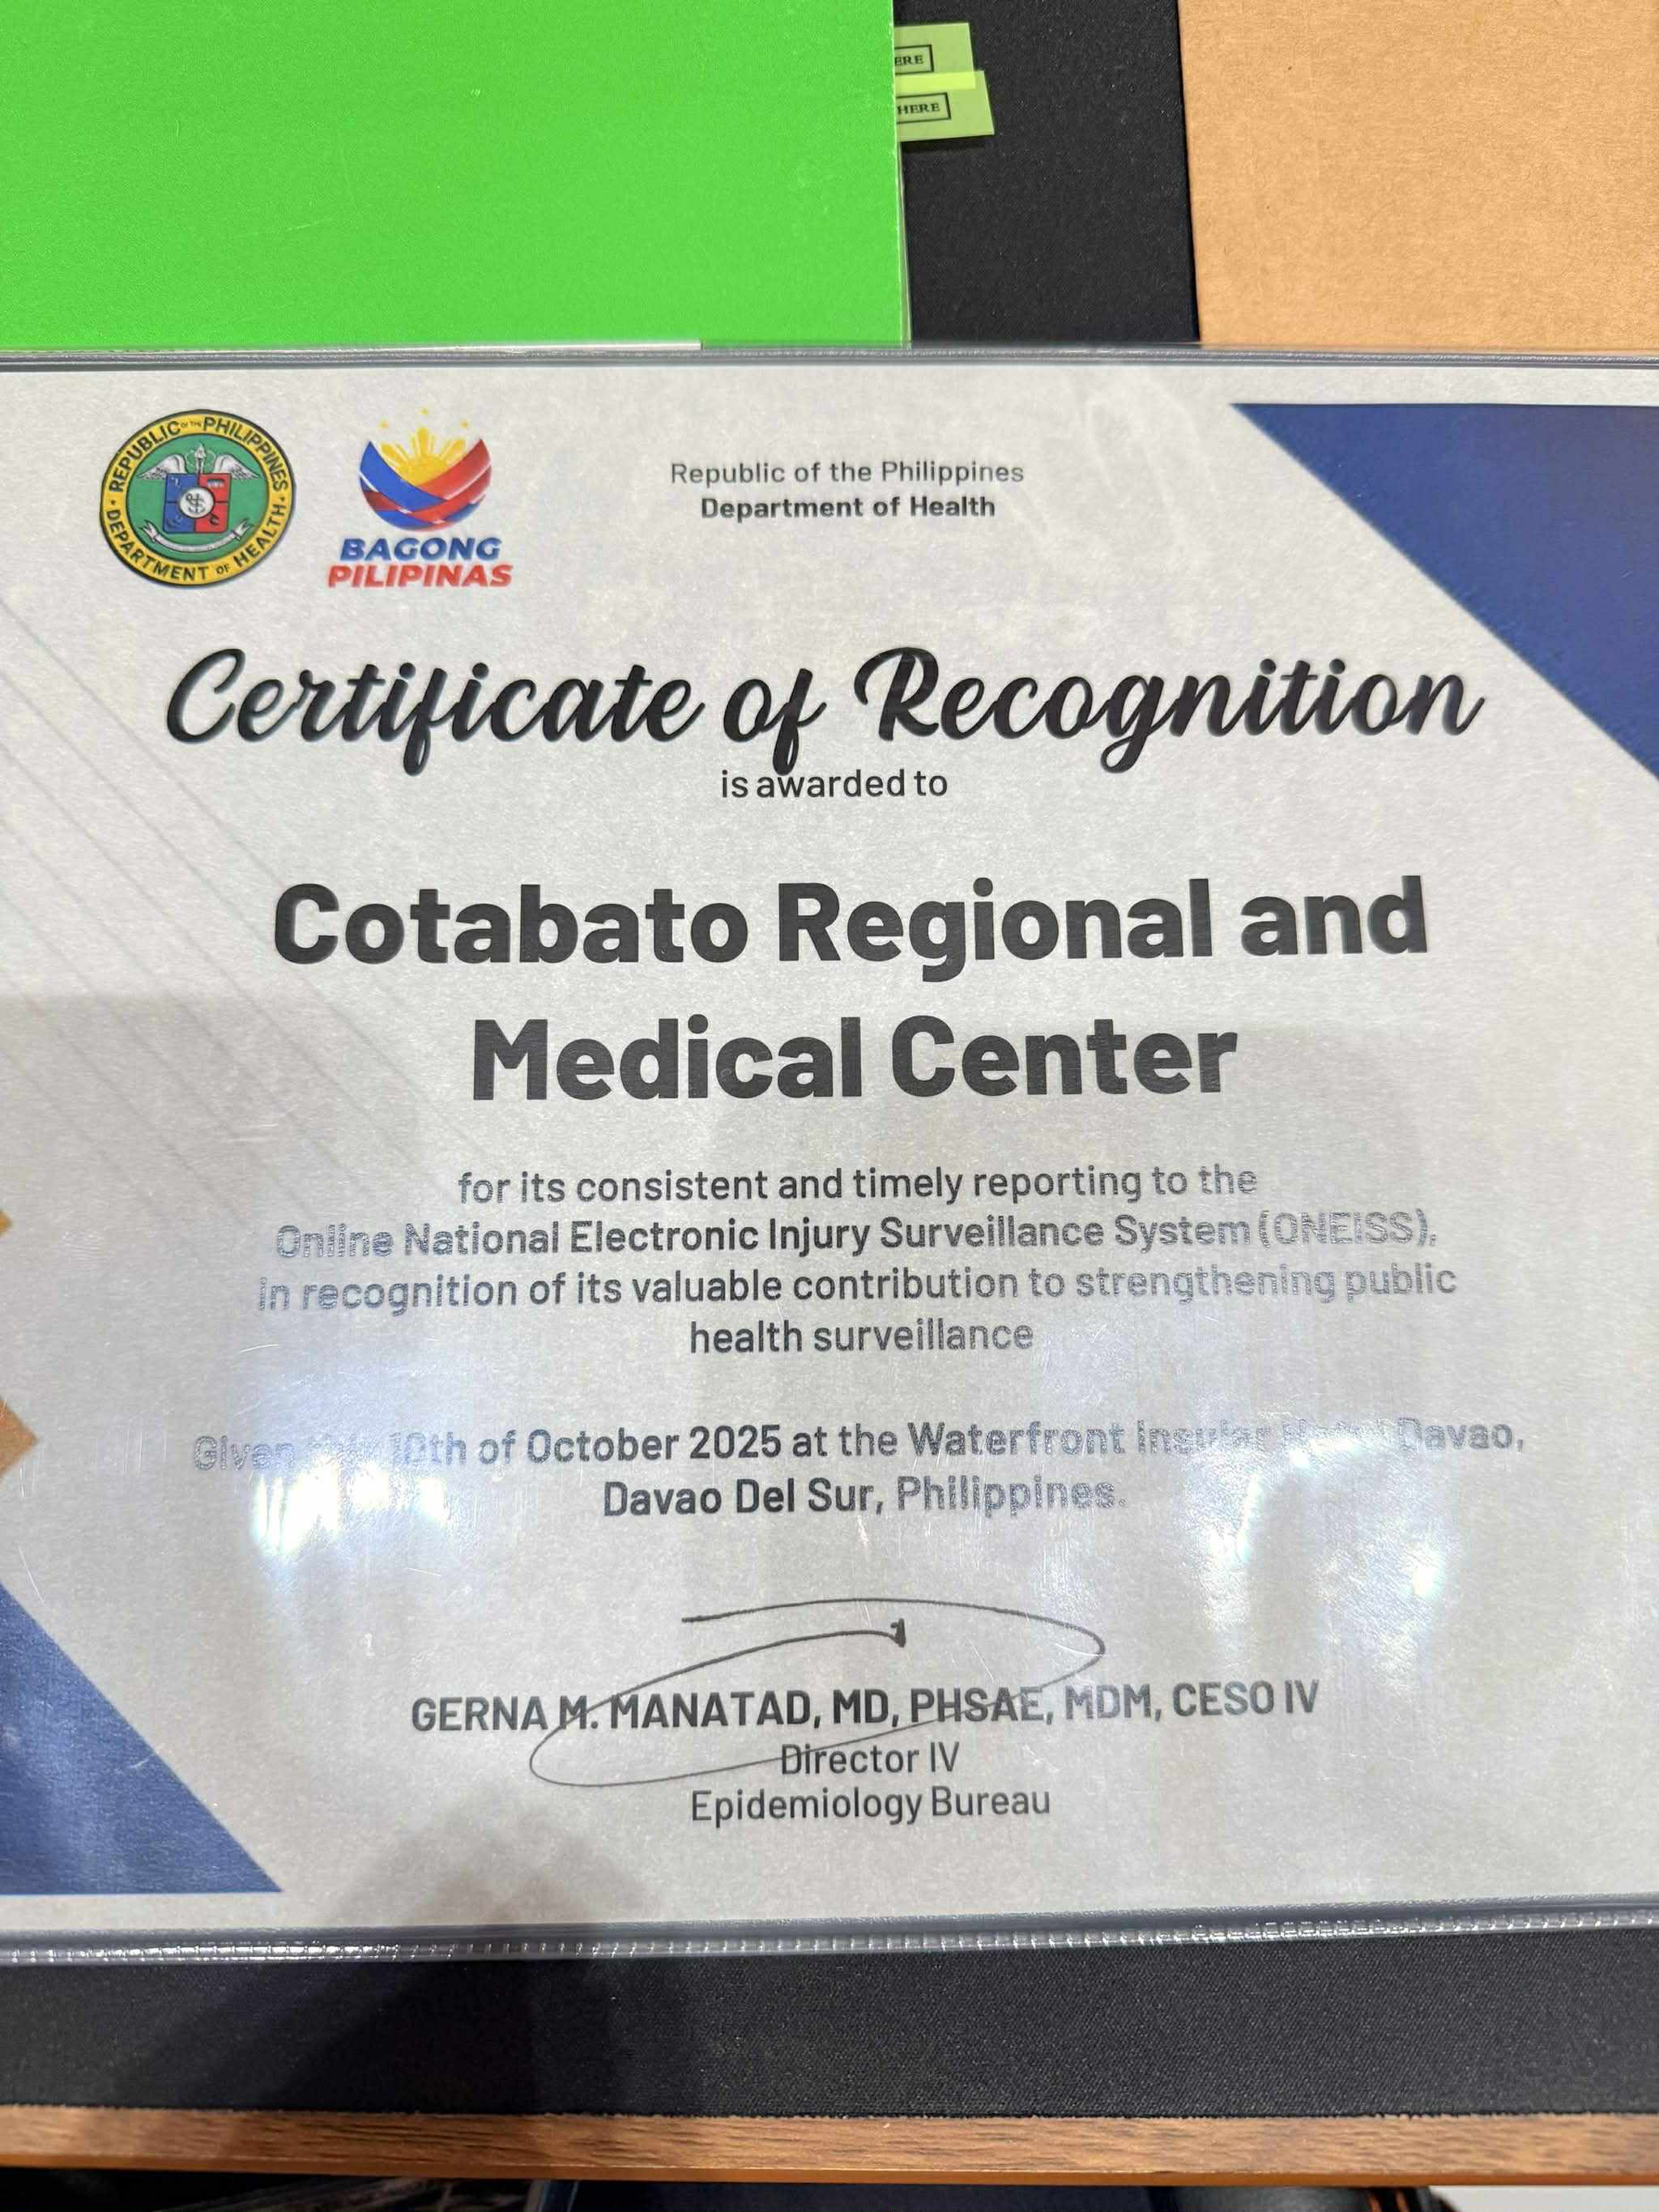 ERE
HERE
REPUBLIC OF THE PHILIPPINES
DEPARTMENT OF HEALTH
BAGONG
PILIPINAS
Republic of the Philippines
Department of Health
Certificate of Recognition
is awarded to
Cotabato Regional and
Medical Center
for its consistent and timely reporting to the
Online National Electronic Injury Surveillance System (ONEISS),
in recognition of its valuable contribution to strengthening public
health surveillance
Given this 10th of October 2025 at the Waterfront Insular Hotel Davao,
Davao Del Sur, Philippines.
GERNA M. MANATAD, MD, PHSAE, MDM, CESO IV
Director IV
Epidemiology Bureau